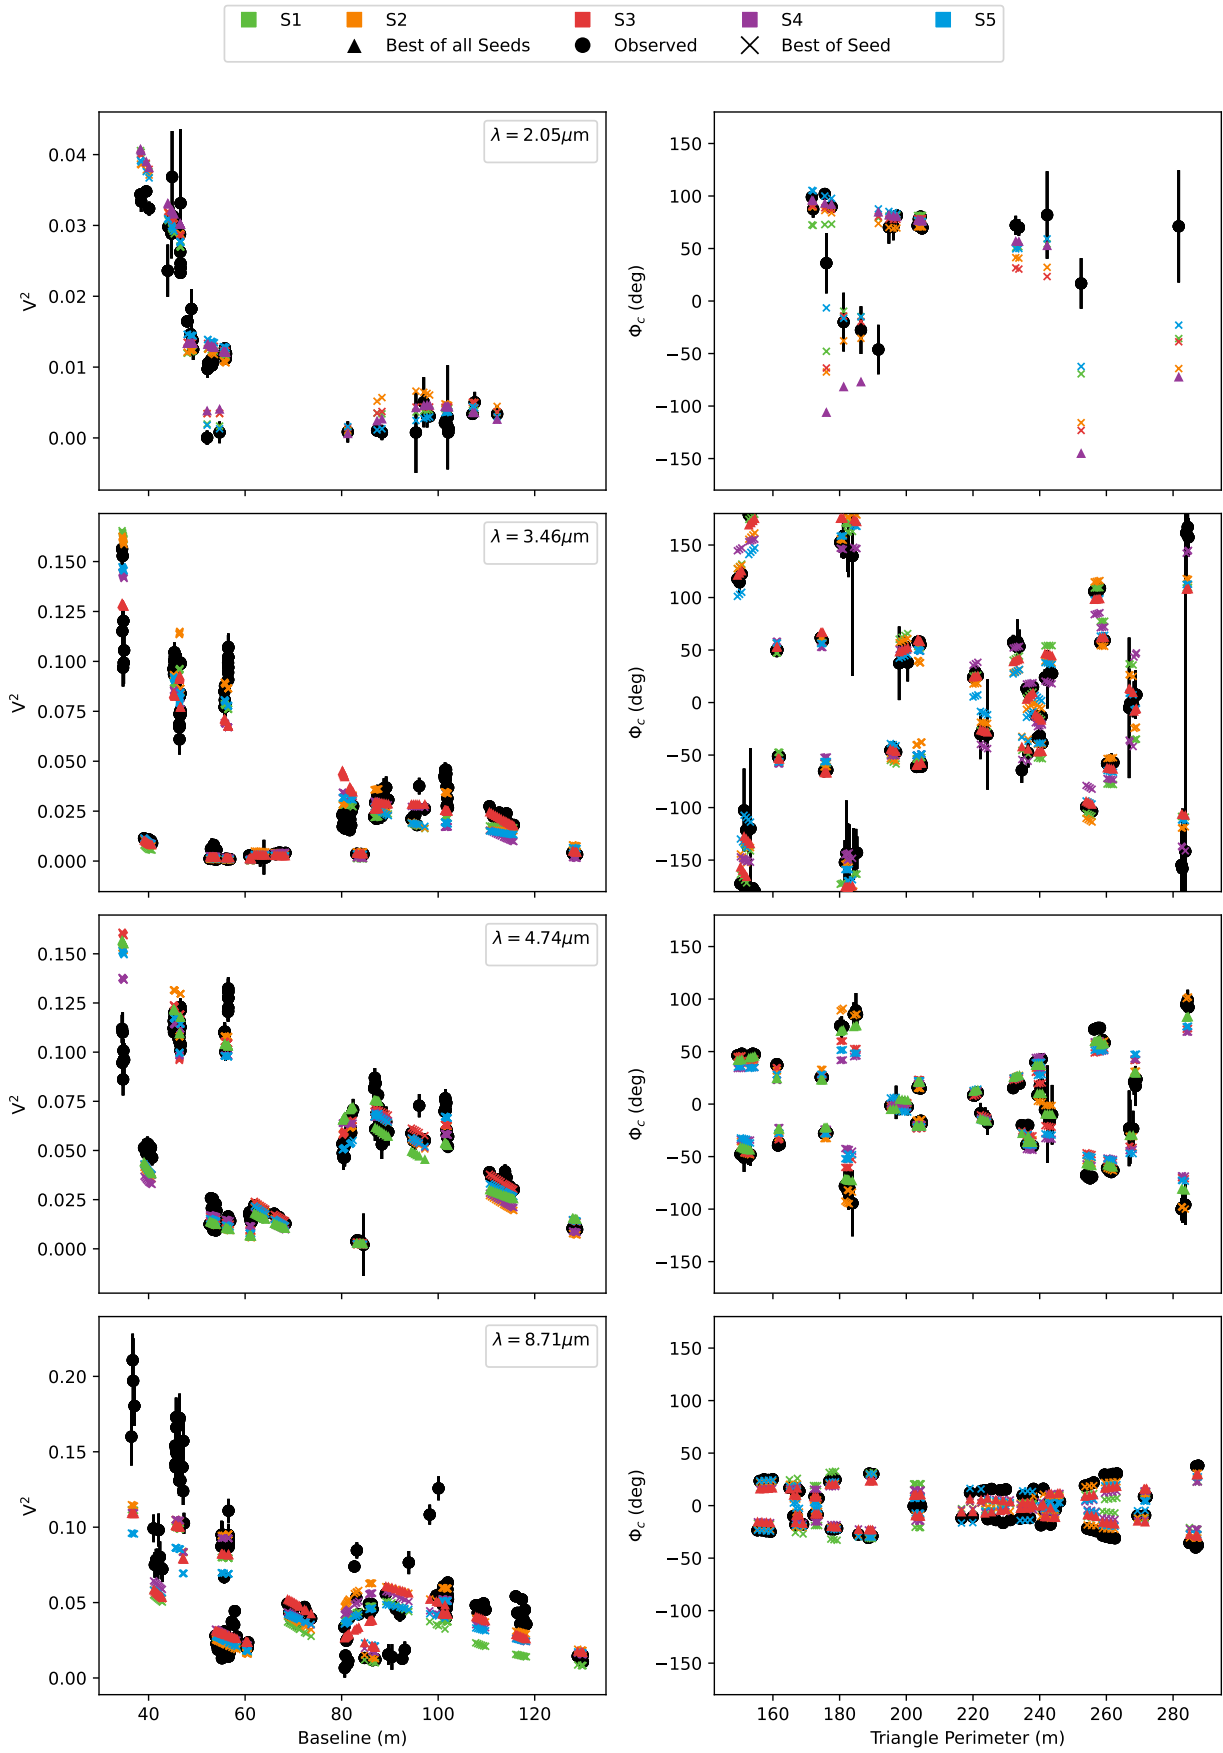 S1 S2 S3 S4 S5
Best of all Seeds Observed Best of Seed
λ = 2.05μm
V²
0.04
0.03
0.02
0.01
0.00
Φc (deg)
150
100
50
0
−50
−100
−150
λ = 3.46μm
V²
0.150
0.125
0.100
0.075
0.050
0.025
0.000
Φc (deg)
150
100
50
0
−50
−100
−150
λ = 4.74μm
V²
0.150
0.125
0.100
0.075
0.050
0.025
0.000
Φc (deg)
150
100
50
0
−50
−100
−150
λ = 8.71μm
V²
0.20
0.15
0.10
0.05
0.00
40 60 80 100 120
Baseline (m)
Φc (deg)
150
100
50
0
−50
−100
−150
160 180 200 220 240 260 280
Triangle Perimeter (m)